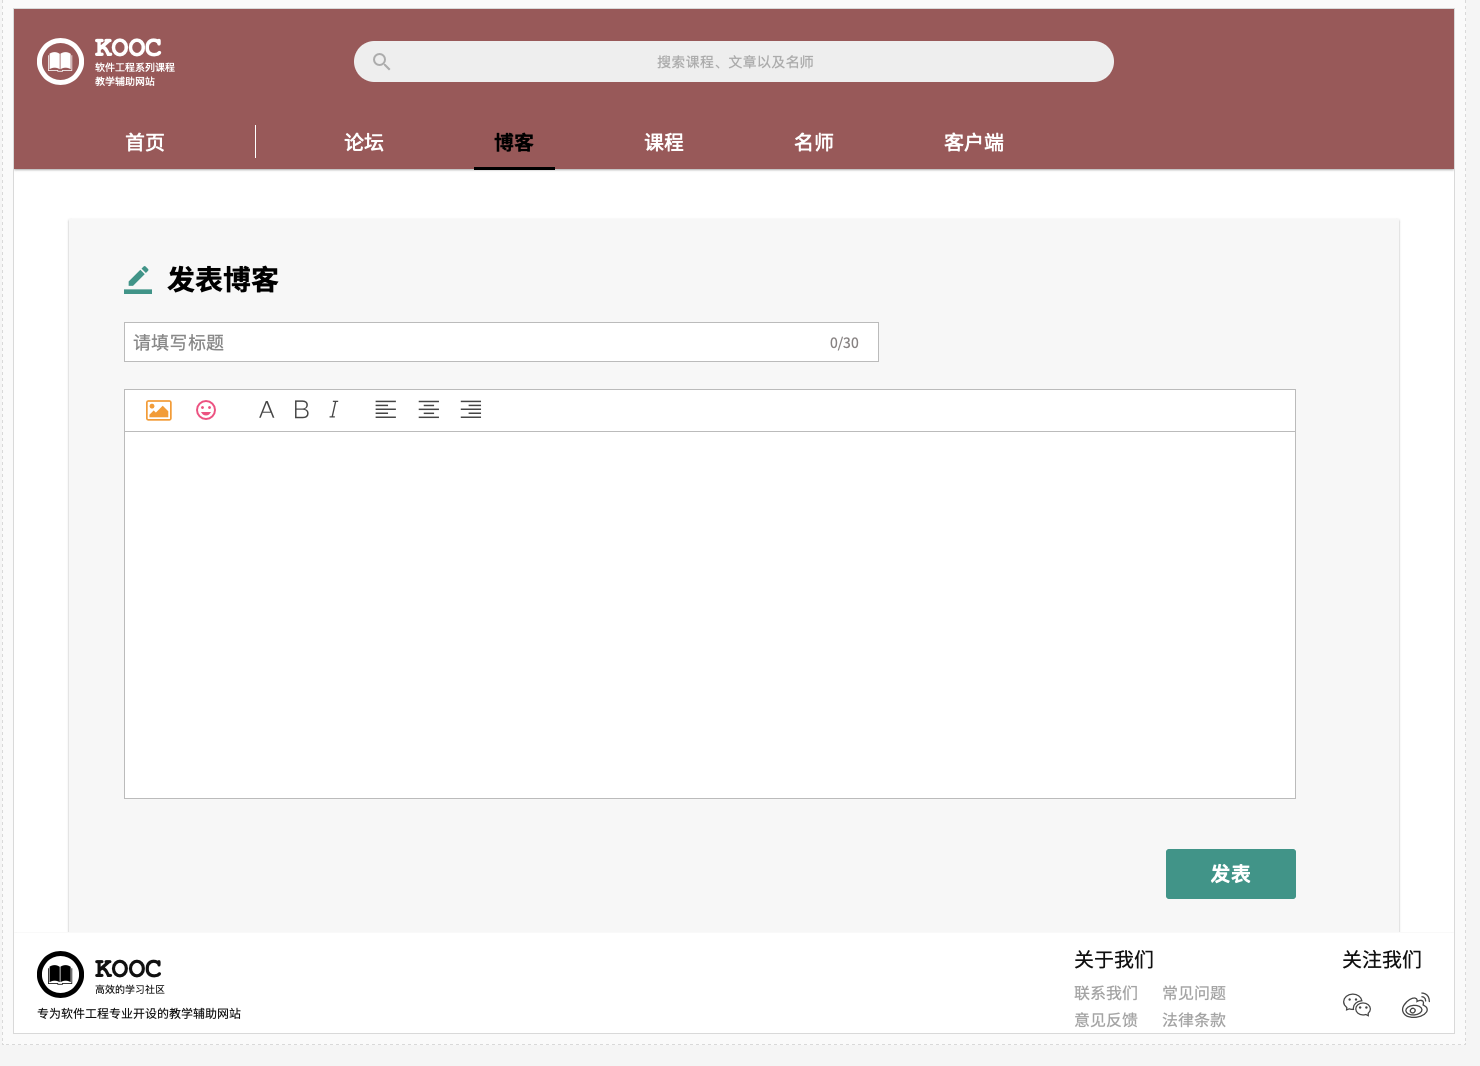 KOOC
软件工程系列课程
教学辅助网站
搜索课程、文章以及名师
首页
论坛
博客
课程
名师
客户端
发表博客
请填写标题
0/30
A B I
发表
KOOC
高效的学习社区
专为软件工程专业开设的教学辅助网站
关于我们
联系我们 常见问题
意见反馈 法律条款
关注我们